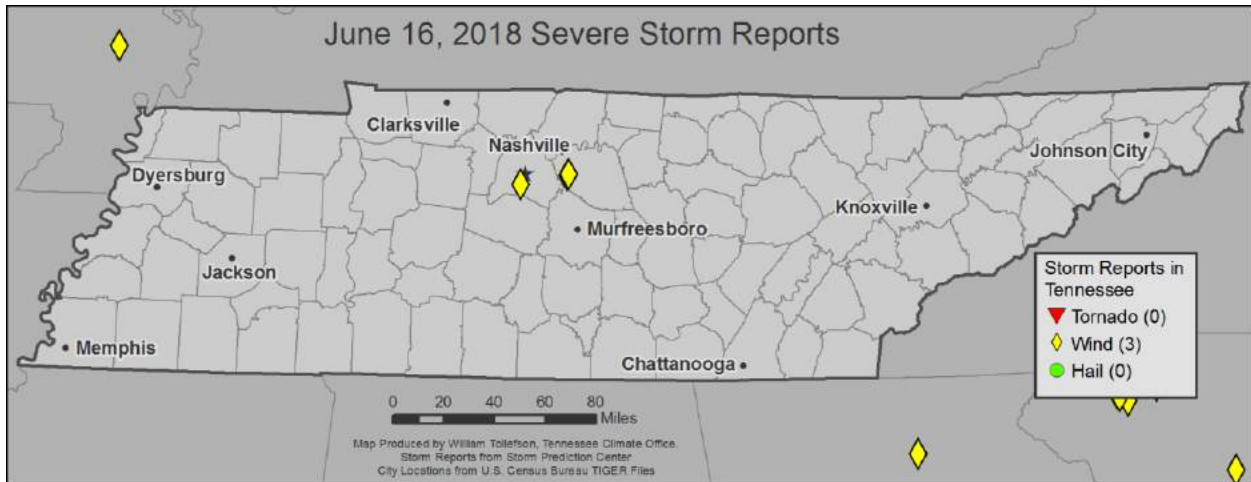 June 16, 2018 Severe Storm Reports
Clarksville
Nashville
Johnson City
Dyersburg
Knoxville
Murfreesboro
Jackson
Storm Reports in
Tennessee
Tornado (0)
Wind (3)
Hail (0)
Memphis
Chattanooga
0 20 40 60 80
Miles
Map Produced by William Tollefson, Tennessee Climate Office.
Storm Reports from Storm Prediction Center
City Locations from U.S. Census Bureau TIGER Files